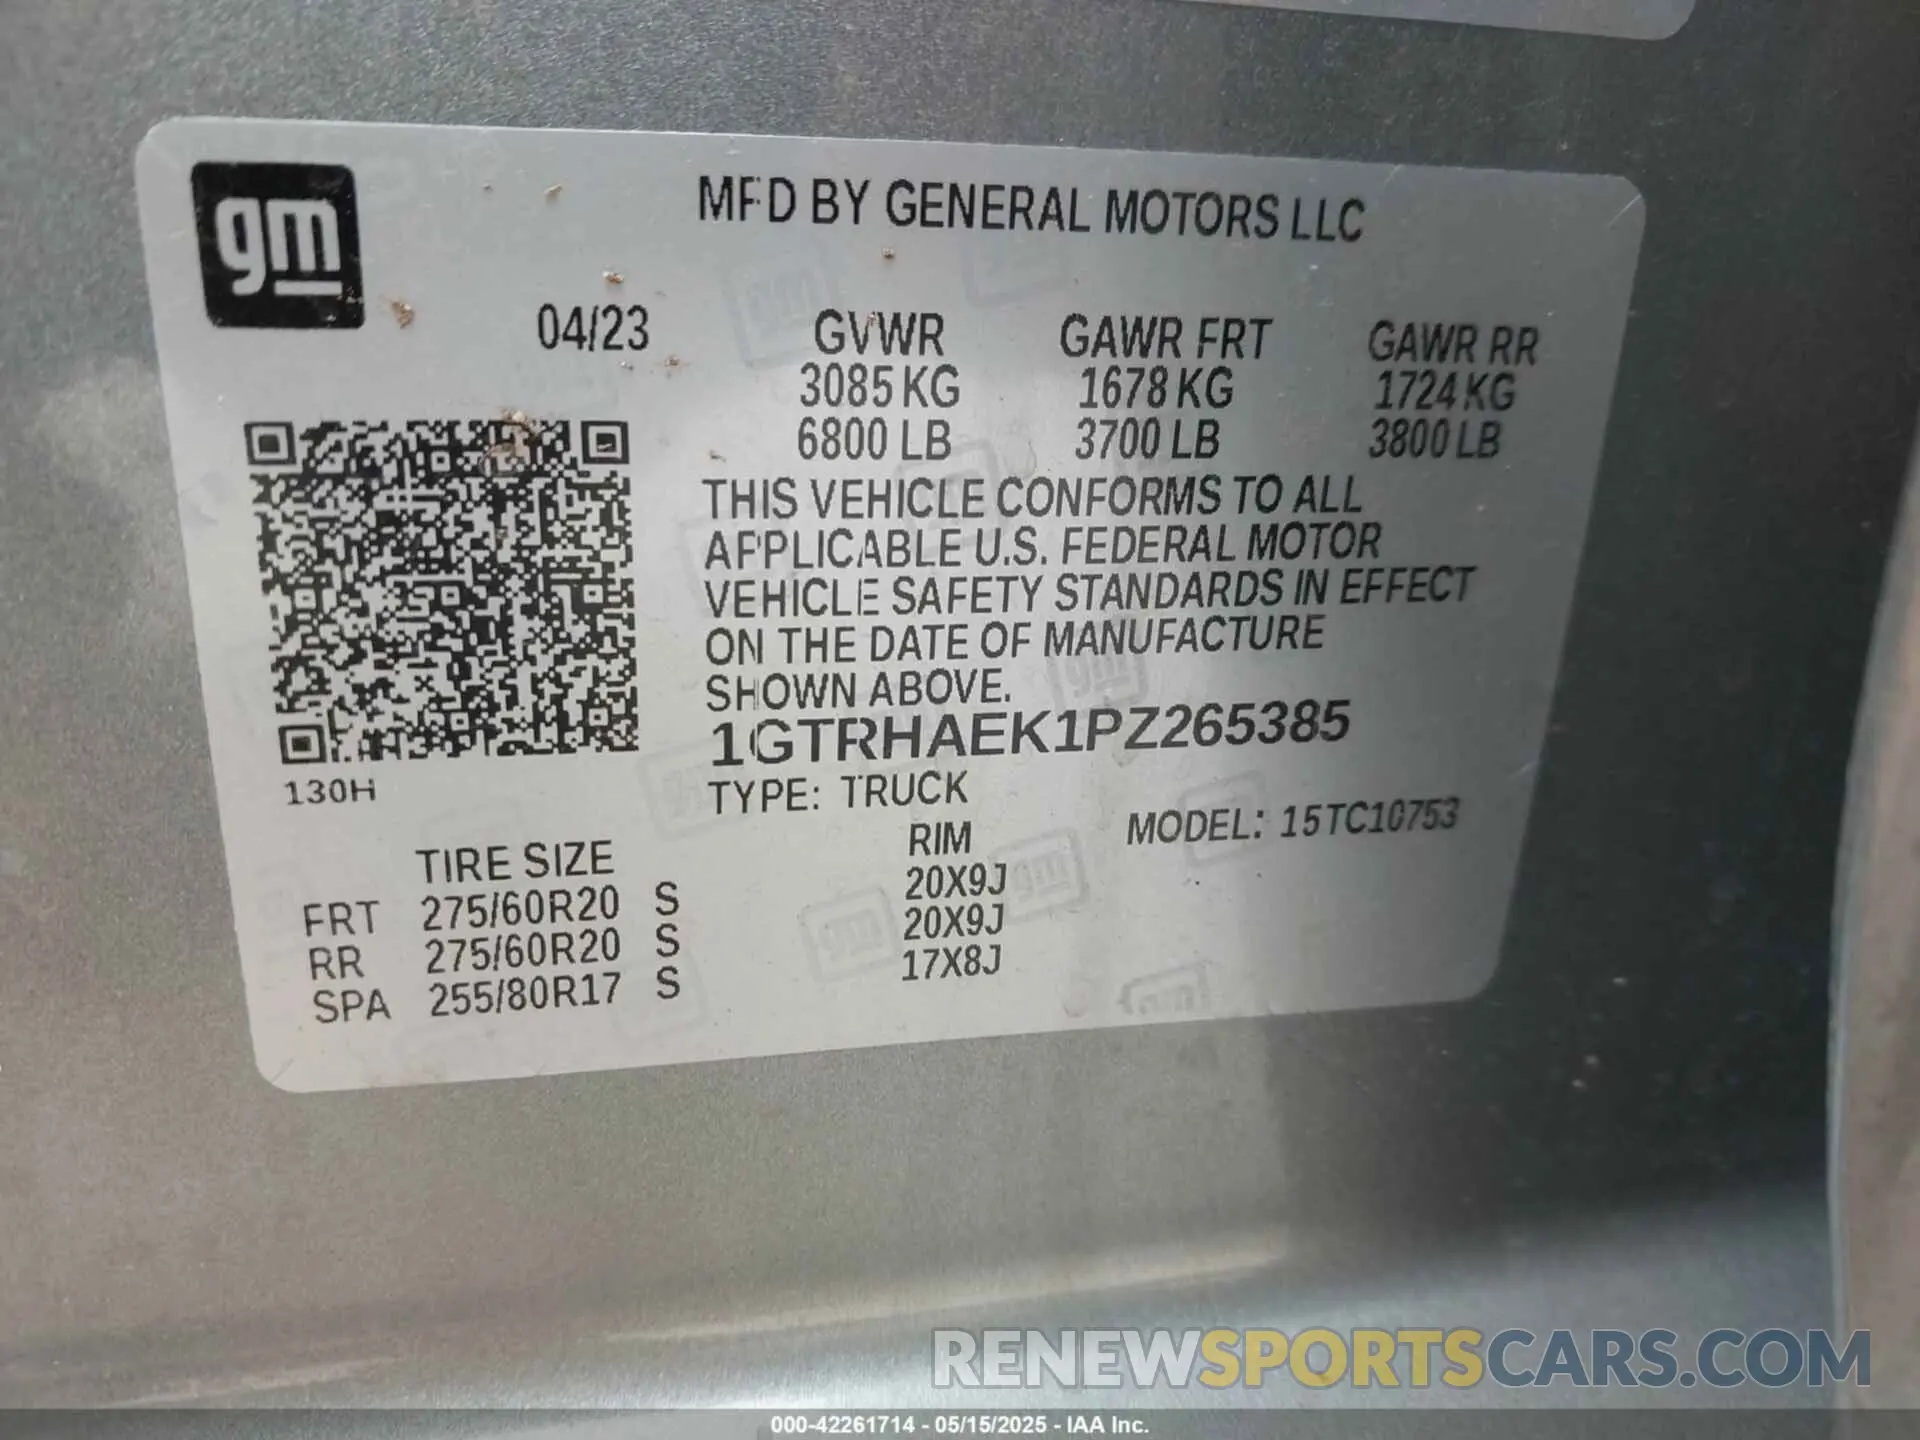 gm
MFD BY GENERAL MOTORS LLC
04/23 GVWR GAWR FRT GAWR RR
3085 KG 1678 KG 1724 KG
6800 LB 3700 LB 3800 LB
THIS VEHICLE CONFORMS TO ALL
APPLICABLE U.S. FEDERAL MOTOR
VEHICLE SAFETY STANDARDS IN EFFECT
ON THE DATE OF MANUFACTURE
SHOWN ABOVE.
1GTRHAEK1PZ265385
130H
TYPE: TRUCK MODEL: 15TC10753
TIRE SIZE RIM
FRT 275/60R20 S 20X9J
RR 275/60R20 S 20X9J
SPA 255/80R17 S 17X8J
RENEWSPORTSCARS.COM
000-42261714 - 05/15/2025 - IAA Inc.